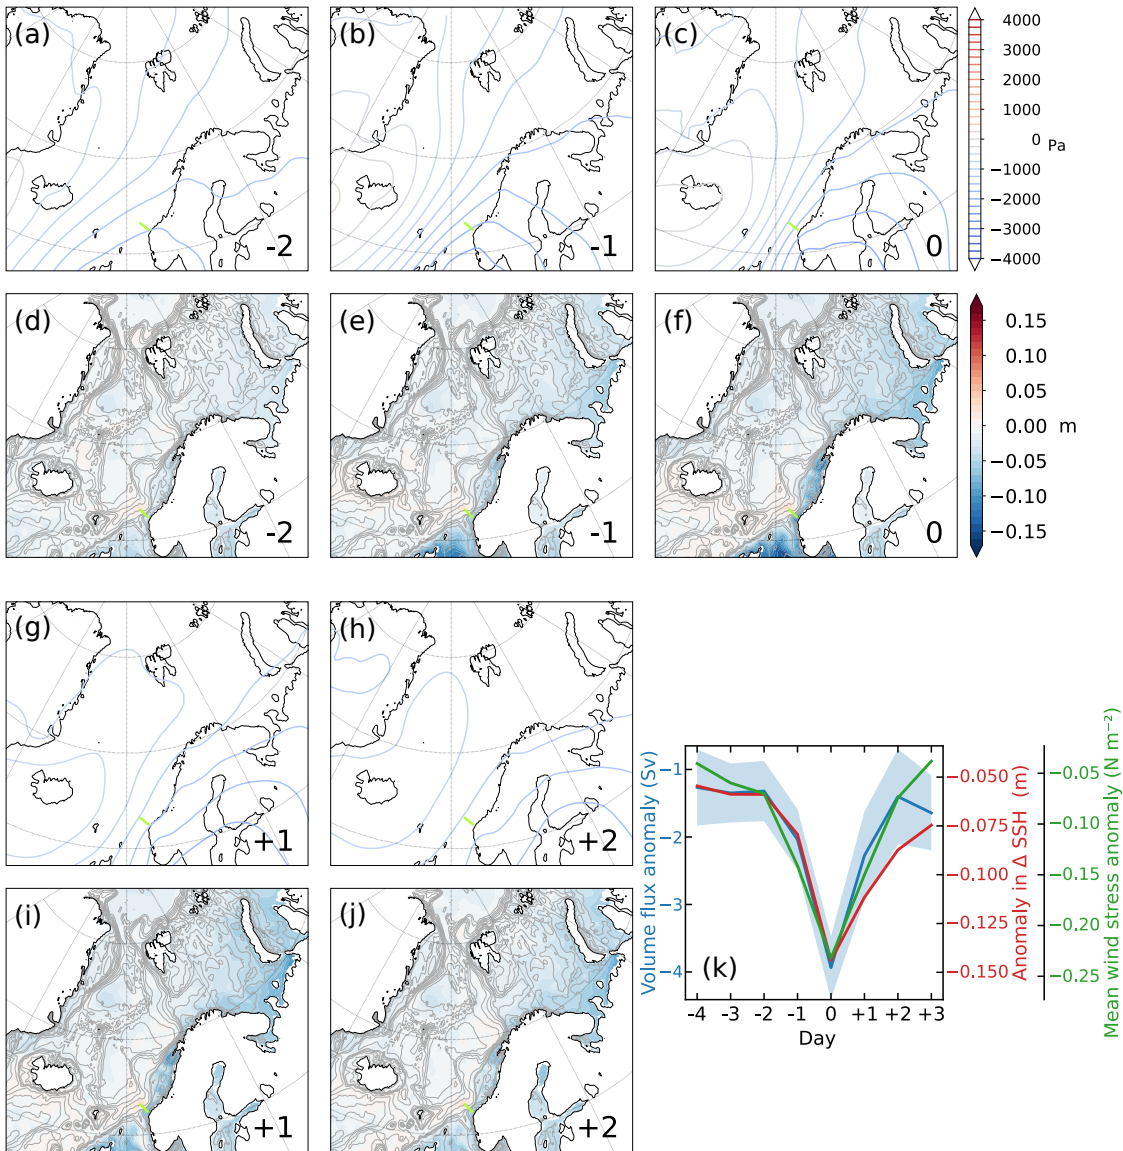 (a)
-2
(b)
-1
(c)
0
4000
3000
2000
1000
0
−1000
−2000
−3000
−4000
Pa
(d)
-2
(e)
-1
(f)
0
0.15
0.10
0.05
0.00
−0.05
−0.10
−0.15
m
(g)
+1
(h)
+2
(i)
+1
(j)
+2
(k)
Volume flux anomaly (Sv)
−1
−2
−3
−4
-4 -3 -2 -1 0 +1 +2 +3
Day
−0.050
−0.075
−0.100
−0.125
−0.150
Anomaly in Δ SSH (m)
−0.05
−0.10
−0.15
−0.20
−0.25
Mean wind stress anomaly (N m⁻²)